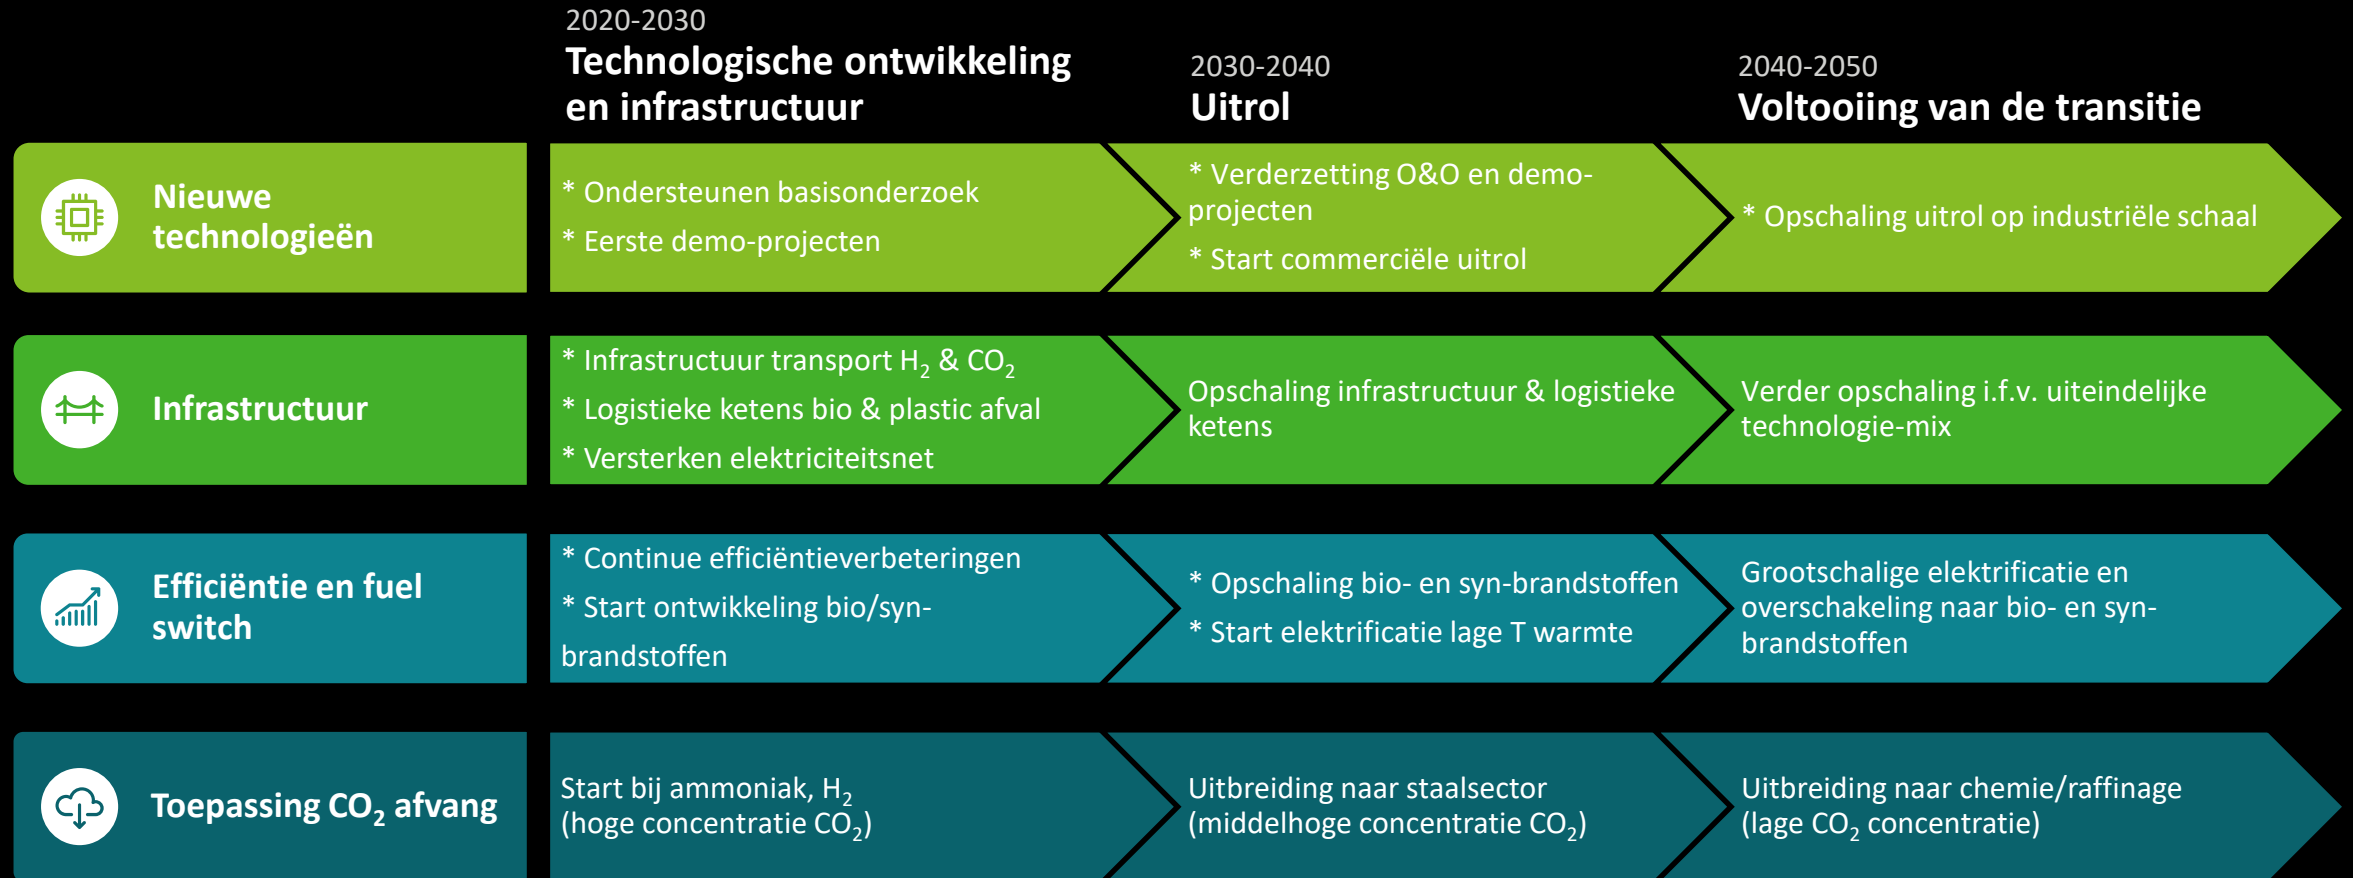 2020-2030
Technologische ontwikkeling
en infrastructuur
2030-2040
Uitrol
2040-2050
Voltooiing van de transitie
Nieuwe
technologieën
* Ondersteunen basisonderzoek
* Eerste demo-projecten
* Verderzetting O&O en demo-
projecten
* Start commerciële uitrol
* Opschaling uitrol op industriële schaal
Infrastructuur
* Infrastructuur transport H₂ & CO₂
* Logistieke ketens bio & plastic afval
* Versterken elektriciteitsnet
Opschaling infrastructuur & logistieke
ketens
Verder opschaling i.f.v. uiteindelijke
technologie-mix
Efficiëntie en fuel
switch
* Continue efficiëntieverbeteringen
* Start ontwikkeling bio/syn-
brandstoffen
* Opschaling bio- en syn-brandstoffen
* Start elektrificatie lage T warmte
Grootschalige elektrificatie en
overschakeling naar bio- en syn-
brandstoffen
Toepassing CO₂ afvang
Start bij ammoniak, H₂
(hoge concentratie CO₂)
Uitbreiding naar staalsector
(middelhoge concentratie CO₂)
Uitbreiding naar chemie/raffinage
(lage CO₂ concentratie)